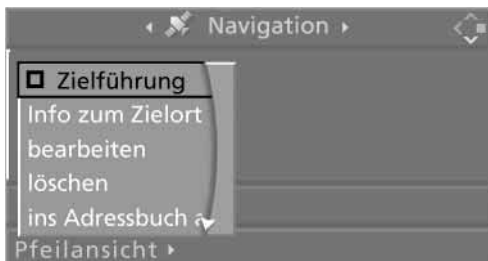 Navigation
Zielführung
Info zum Zielort
bearbeiten
löschen
ins Adressbuch
Pfeilansicht